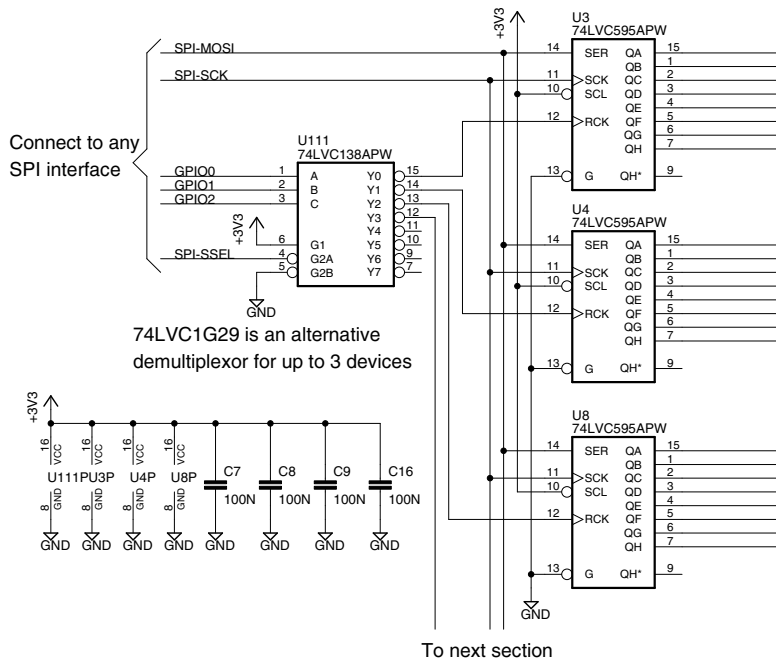 SPI-MOSI
SPI-SCK
Connect to any
SPI interface
GPIO0
GPIO1
GPIO2
SPI-SSEL
+3V3
GND
U111
74LVC138APW
1 A Y0 15
2 B Y1 14
3 C Y2 13
Y3 12
Y4 11
6 G1 Y5 10
4 G2A Y6 9
5 G2B Y7 7
74LVC1G29 is an alternative
demultiplexor for up to 3 devices
+3V3
U3
74LVC595APW
14 SER QA 15
QB 1
11 SCK QC 2
10 SCL QD 3
QE 4
12 RCK QF 5
QG 6
QH 7
13 G QH* 9
U4
74LVC595APW
14 SER QA 15
QB 1
11 SCK QC 2
10 SCL QD 3
QE 4
12 RCK QF 5
QG 6
QH 7
13 G QH* 9
U8
74LVC595APW
14 SER QA 15
QB 1
11 SCK QC 2
10 SCL QD 3
QE 4
12 RCK QF 5
QG 6
QH 7
13 G QH* 9
GND
+3V3
16 VCC 16 VCC 16 VCC 16 VCC
U111P U3P U4P U8P
8 GND 8 GND 8 GND 8 GND
C7 C8 C9 C16
100N 100N 100N 100N
GND GND GND GND GND GND GND GND
To next section